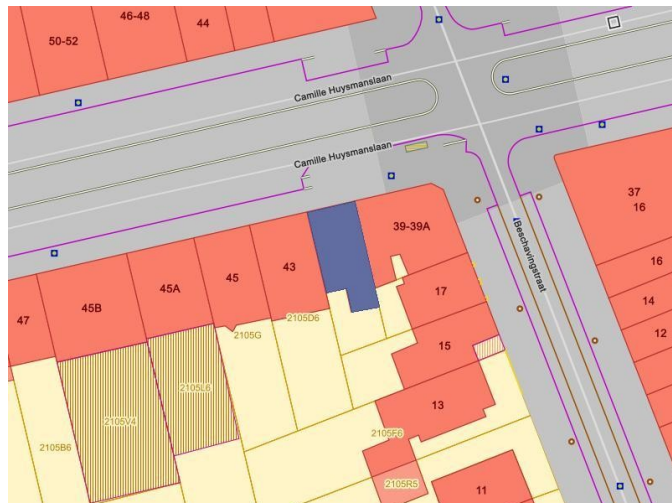 46-48
44
50-52
Camille Huysmanslaan
Camille Huysmanslaan
37
16
39-39A
Beschavingstraat
43
45
45A
45B
47
17
16
14
12
15
2105D6
2105G
2105L6
2105V4
2105B6
13
2105F6
2105R5
11